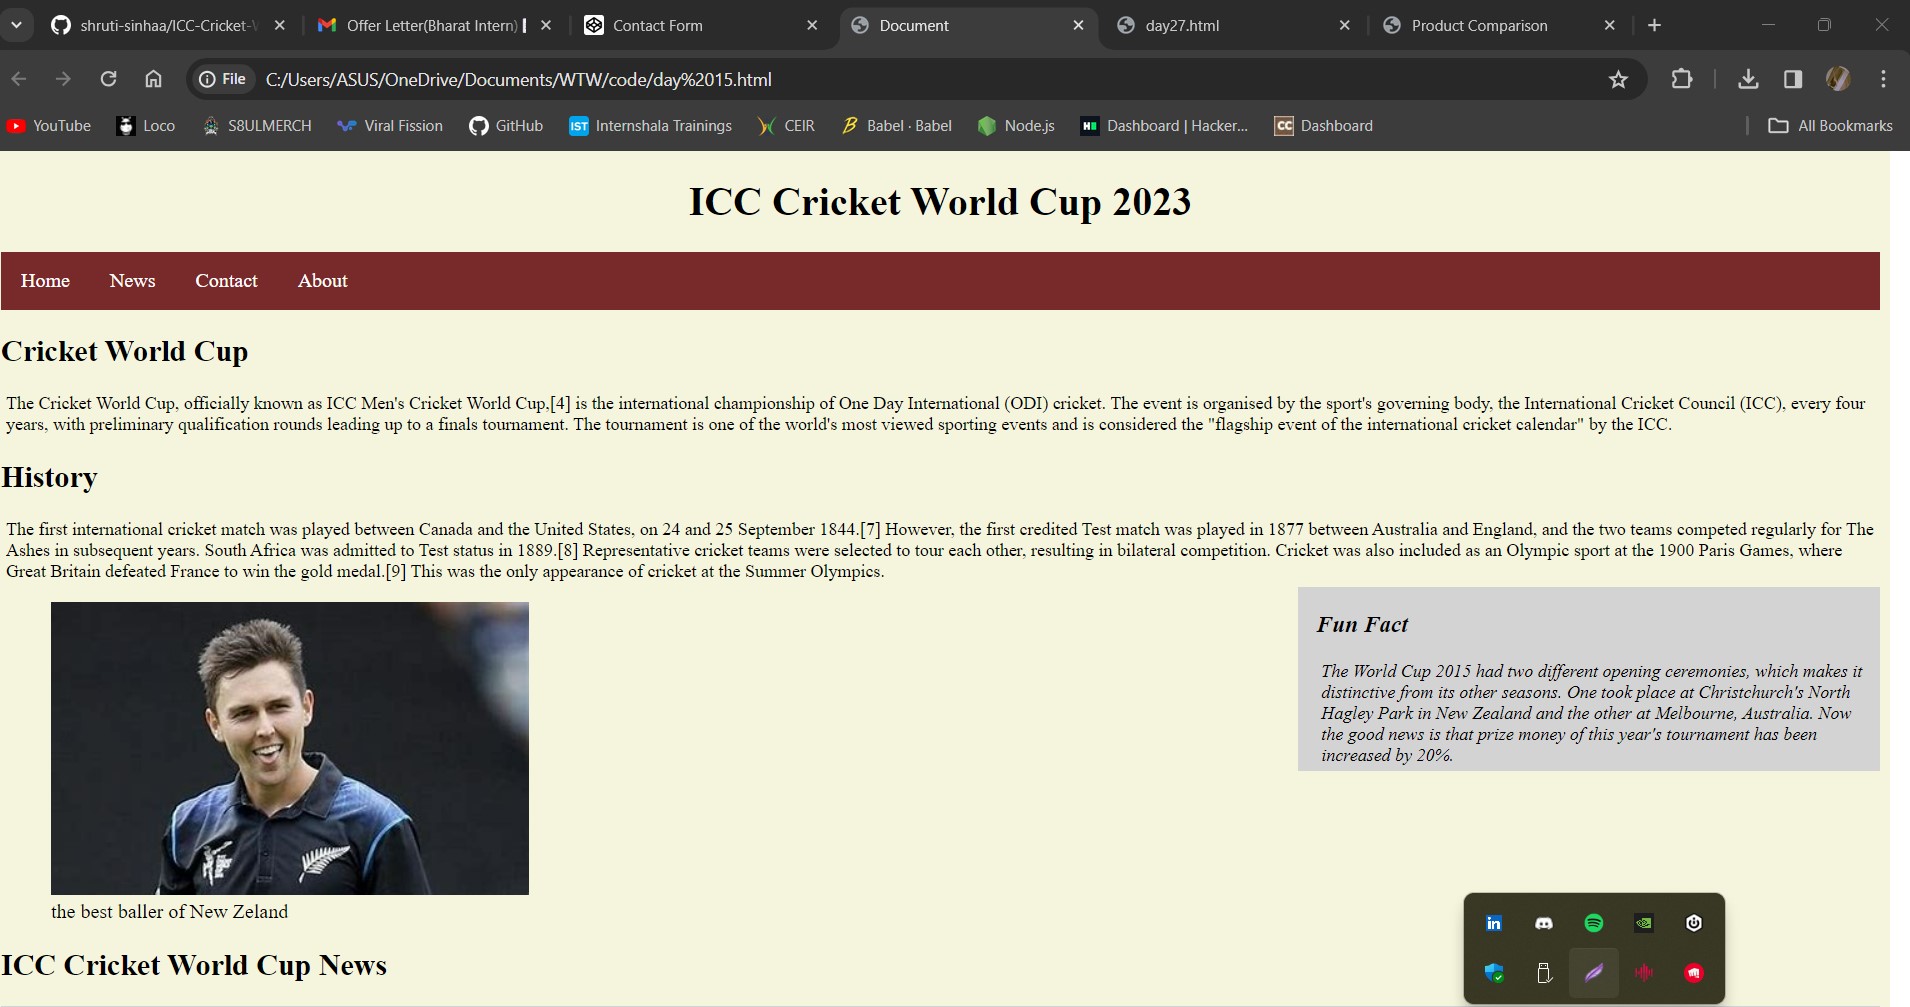 shruti-sinhaa/ICC-Cricket-W
Offer Letter(Bharat Intern)
Contact Form
Document
day27.html
Product Comparison
File
C:/Users/ASUS/OneDrive/Documents/WTW/code/day%2015.html
YouTube
Loco
S8ULMERCH
Viral Fission
GitHub
IST
Internshala Trainings
CEIR
Babel · Babel
Node.js
Dashboard | Hacker...
CC
Dashboard
All Bookmarks
ICC Cricket World Cup 2023
Home
News
Contact
About
Cricket World Cup
The Cricket World Cup, officially known as ICC Men's Cricket World Cup,[4] is the international championship of One Day International (ODI) cricket. The event is organised by the sport's governing body, the International Cricket Council (ICC), every four
years, with preliminary qualification rounds leading up to a finals tournament. The tournament is one of the world's most viewed sporting events and is considered the "flagship event of the international cricket calendar" by the ICC.
History
The first international cricket match was played between Canada and the United States, on 24 and 25 September 1844.[7] However, the first credited Test match was played in 1877 between Australia and England, and the two teams competed regularly for The
Ashes in subsequent years. South Africa was admitted to Test status in 1889.[8] Representative cricket teams were selected to tour each other, resulting in bilateral competition. Cricket was also included as an Olympic sport at the 1900 Paris Games, where
Great Britain defeated France to win the gold medal.[9] This was the only appearance of cricket at the Summer Olympics.
Fun Fact
The World Cup 2015 had two different opening ceremonies, which makes it
distinctive from its other seasons. One took place at Christchurch's North
Hagley Park in New Zealand and the other at Melbourne, Australia. Now
the good news is that prize money of this year's tournament has been
increased by 20%.
the best baller of New Zeland
ICC Cricket World Cup News
in